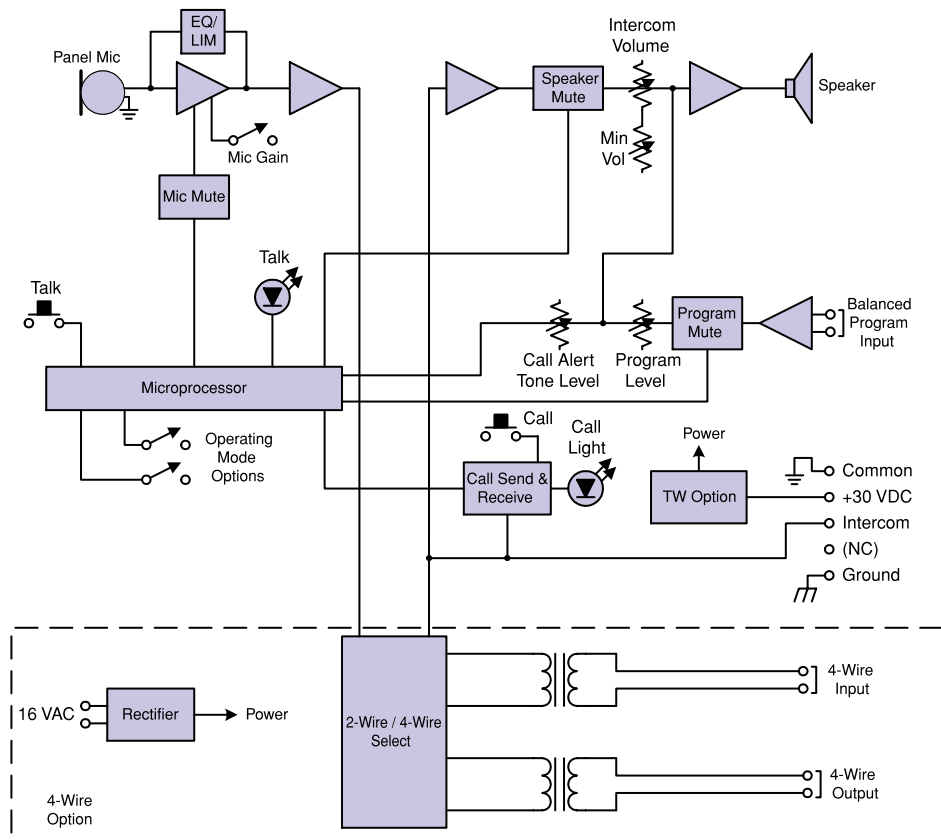 EQ/
LIM
Panel Mic
Mic Gain
Mic Mute
Intercom
Volume
Speaker
Mute
Min
Vol
Speaker
Talk
Talk
Balanced
Program
Input
Program
Mute
Call Alert
Tone Level
Program
Level
Microprocessor
Operating
Mode
Options
Call
Call
Light
Call Send &
Receive
Power
TW Option
Common
+30 VDC
Intercom
(NC)
Ground
16 VAC
Rectifier
Power
2-Wire / 4-Wire
Select
4-Wire
Input
4-Wire
Output
4-Wire
Option